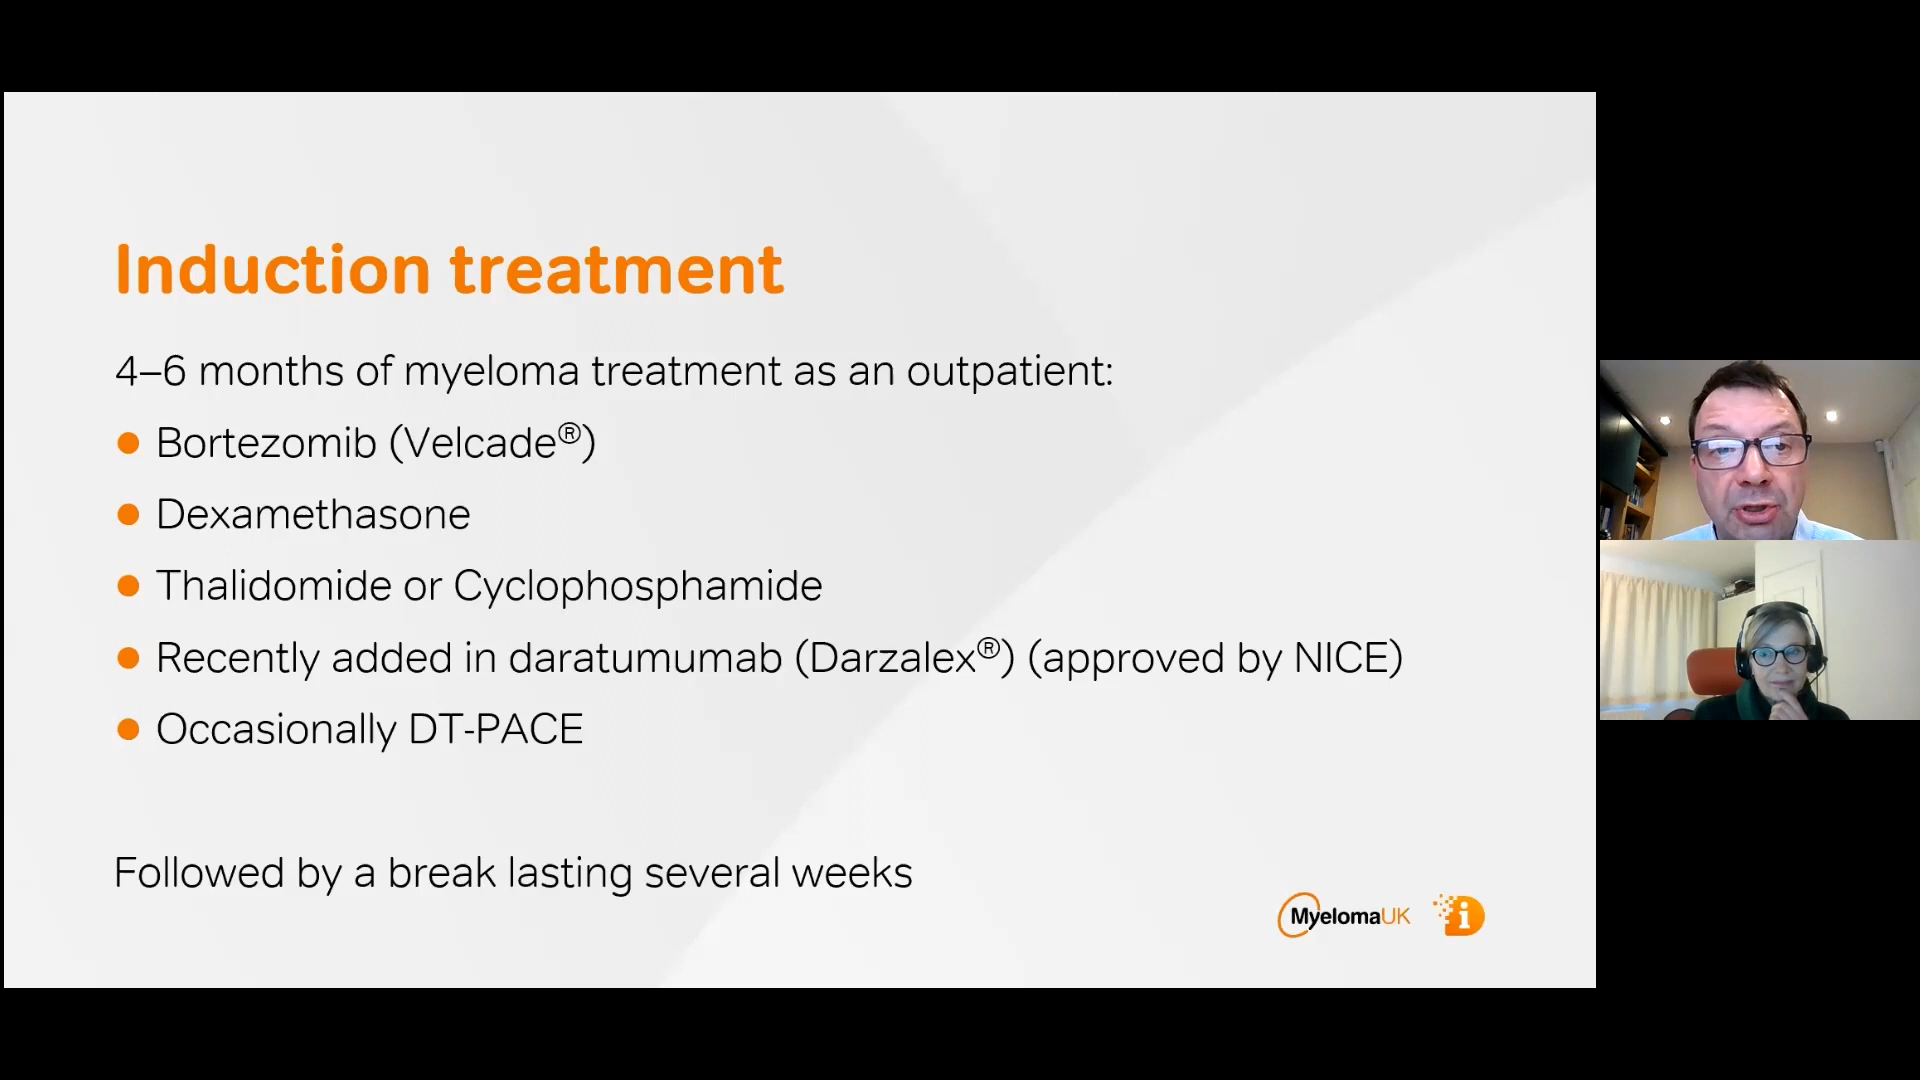 Induction treatment
4–6 months of myeloma treatment as an outpatient:
Bortezomib (Velcade®)
Dexamethasone
Thalidomide or Cyclophosphamide
Recently added in daratumumab (Darzalex®) (approved by NICE)
Occasionally DT-PACE
Followed by a break lasting several weeks
MyelomaUK
i